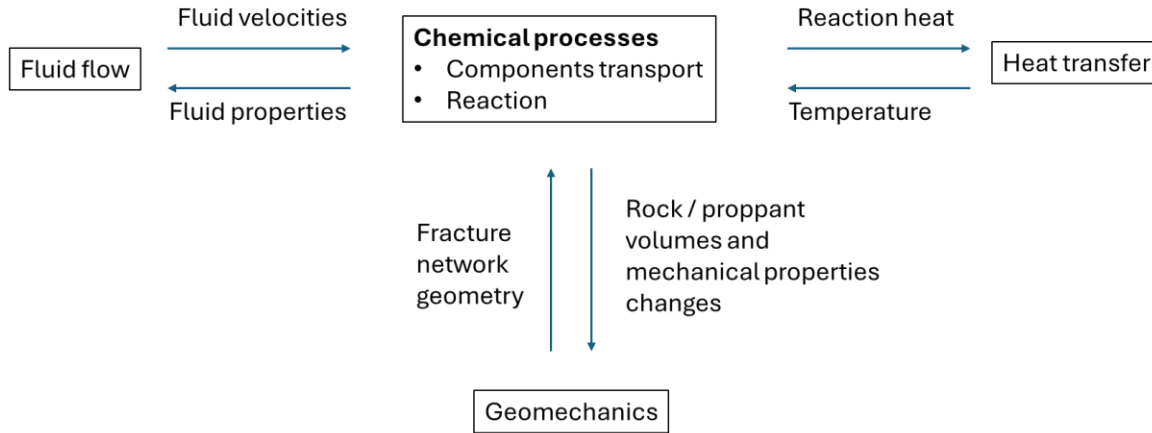 Fluid velocities
Fluid flow
Fluid properties
Chemical processes
• Components transport
• Reaction
Reaction heat
Heat transfer
Temperature
Fracture
network
geometry
Rock / proppant
volumes and
mechanical properties
changes
Geomechanics